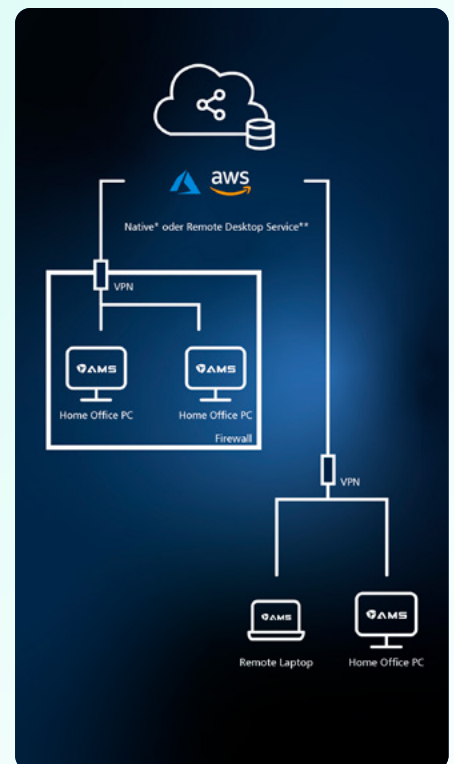 aws
Native* oder Remote Desktop Service**
VPN
AMS
AMS
Home Office PC
Home Office PC
Firewall
VPN
AMS
AMS
Remote Laptop
Home Office PC